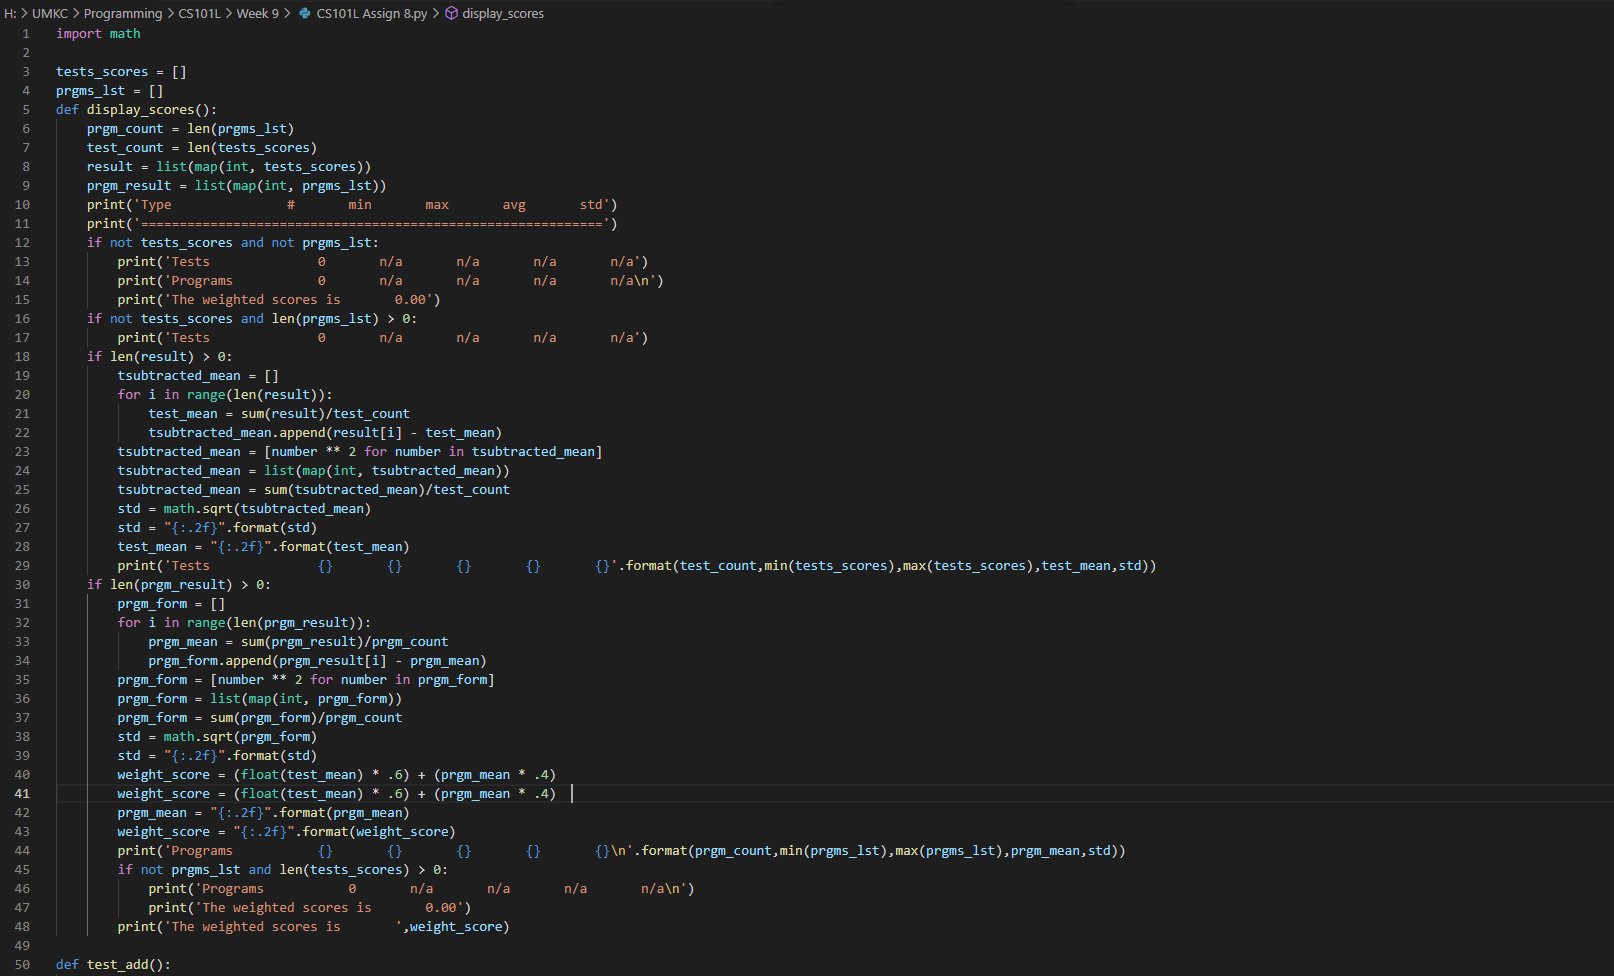 H: > UMKC > Programming > CS101L > Week 9 > CS101L Assign 8.py > display_scores
1 import math
2
3 tests_scores = []
4 prgms_lst = []
5 def display_scores():
6     prgm_count = len(prgms_lst)
7     test_count = len(tests_scores)
8     result = list(map(int, tests_scores))
9     prgm_result = list(map(int, prgms_lst))
10     print('Type               #       min       max       avg       std')
11     print('============================================================')
12     if not tests_scores and not prgms_lst:
13         print('Tests              0       n/a       n/a       n/a       n/a')
14         print('Programs           0       n/a       n/a       n/a       n/a\n')
15         print('The weighted scores is       0.00')
16     if not tests_scores and len(prgms_lst) > 0:
17         print('Tests              0       n/a       n/a       n/a       n/a')
18     if len(result) > 0:
19         tsubtracted_mean = []
20         for i in range(len(result)):
21             test_mean = sum(result)/test_count
22             tsubtracted_mean.append(result[i] - test_mean)
23         tsubtracted_mean = [number ** 2 for number in tsubtracted_mean]
24         tsubtracted_mean = list(map(int, tsubtracted_mean))
25         tsubtracted_mean = sum(tsubtracted_mean)/test_count
26         std = math.sqrt(tsubtracted_mean)
27         std = "{:.2f}".format(std)
28         test_mean = "{:.2f}".format(test_mean)
29         print('Tests              {}       {}       {}       {}       {}'.format(test_count,min(tests_scores),max(tests_scores),test_mean,std))
30     if len(prgm_result) > 0:
31         prgm_form = []
32         for i in range(len(prgm_result)):
33             prgm_mean = sum(prgm_result)/prgm_count
34             prgm_form.append(prgm_result[i] - prgm_mean)
35         prgm_form = [number ** 2 for number in prgm_form]
36         prgm_form = list(map(int, prgm_form))
37         prgm_form = sum(prgm_form)/prgm_count
38         std = math.sqrt(prgm_form)
39         std = "{:.2f}".format(std)
40         weight_score = (float(test_mean) * .6) + (prgm_mean * .4)
41         weight_score = (float(test_mean) * .6) + (prgm_mean * .4)
42         prgm_mean = "{:.2f}".format(prgm_mean)
43         weight_score = "{:.2f}".format(weight_score)
44         print('Programs           {}       {}       {}       {}       {}\n'.format(prgm_count,min(prgms_lst),max(prgms_lst),prgm_mean,std))
45         if not prgms_lst and len(tests_scores) > 0:
46             print('Programs           0       n/a       n/a       n/a       n/a\n')
47             print('The weighted scores is       0.00')
48         print('The weighted scores is       ',weight_score)
49
50 def test_add():